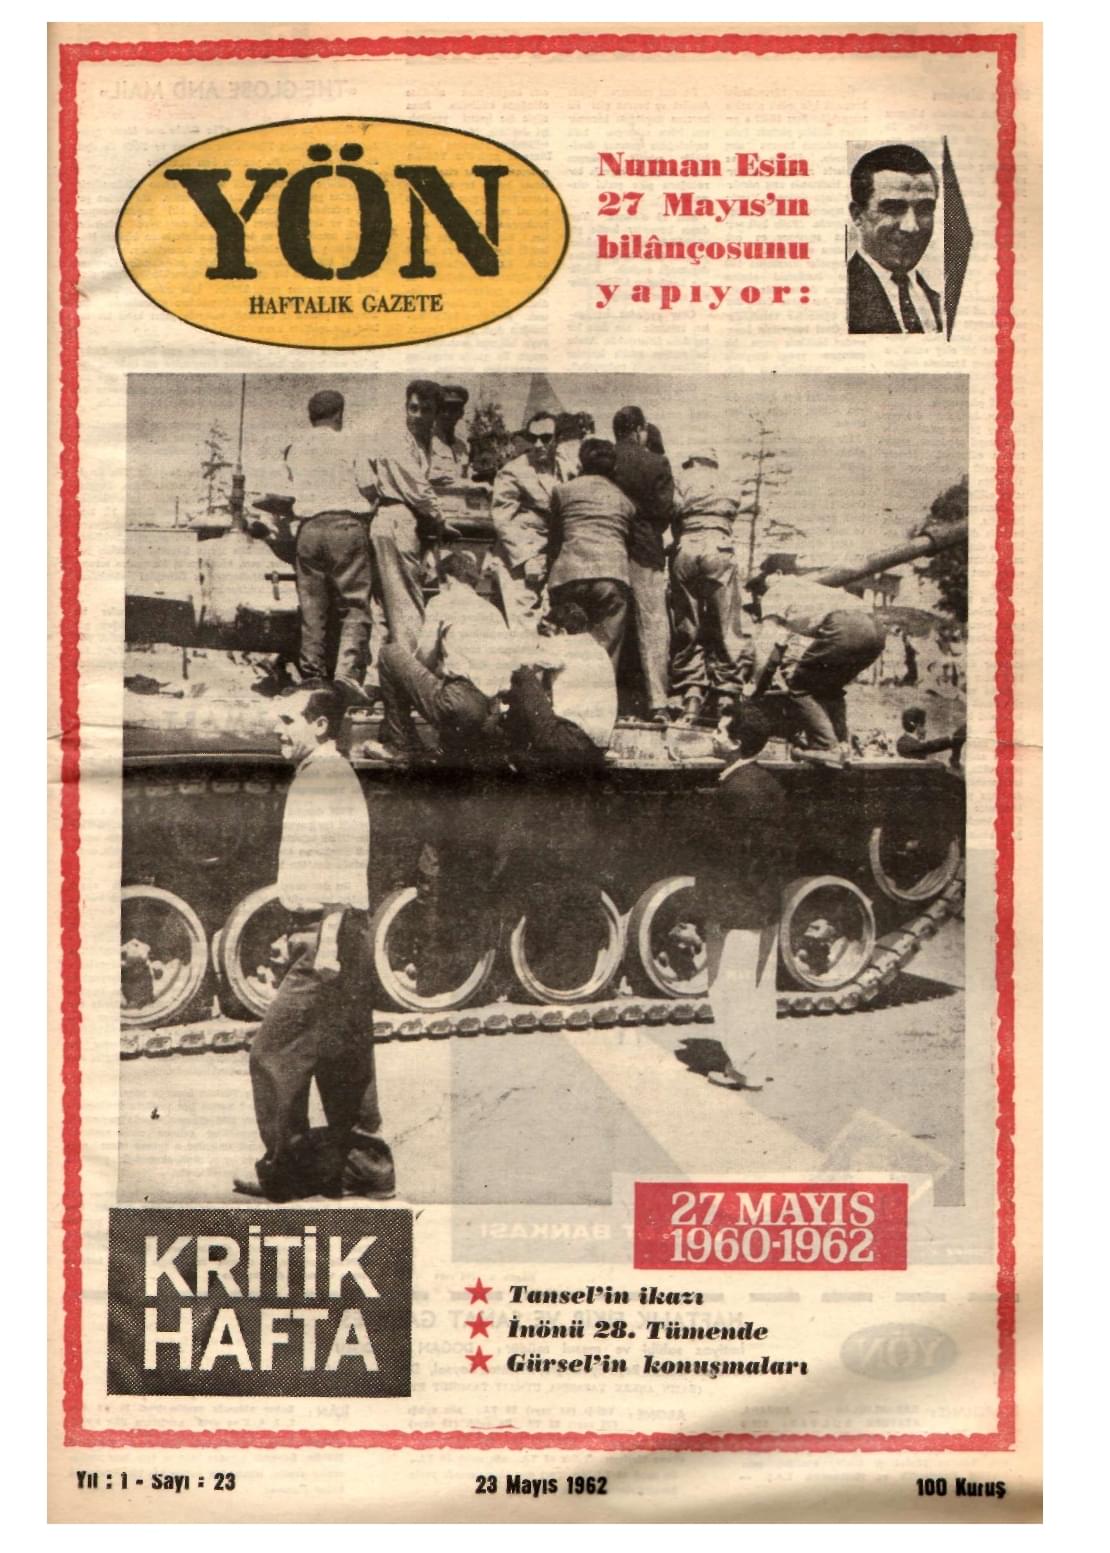 YÖN
HAFTALIK GAZETE
Numan Esin
27 Mayıs'ın
bilânçosunu
yapıyor:
27 MAYIS
1960-1962
KRİTİK
HAFTA
Tansel'in ikazı
İnönü 28. Tümende
Gürsel'in konuşmaları
Yıl : 1 - Sayı : 23
23 Mayıs 1962
100 Kuruş